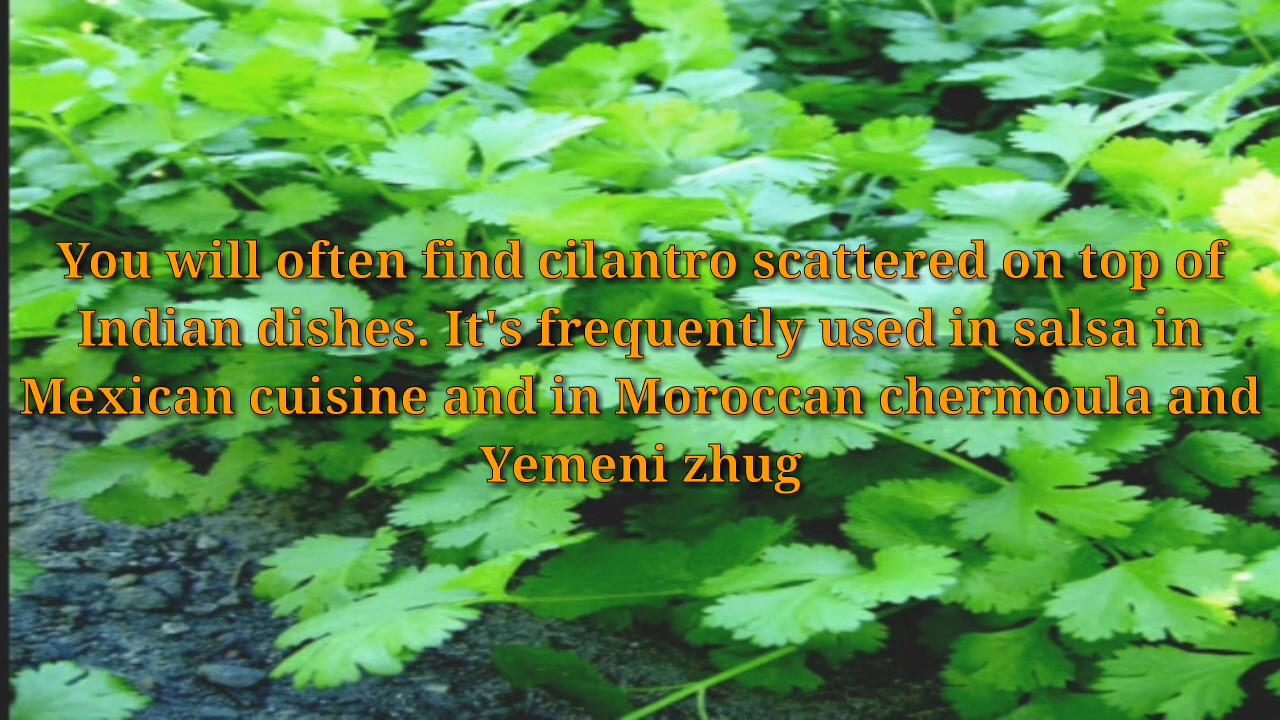 You will often find cilantro scattered on top of
Indian dishes. It's frequently used in salsa in
Mexican cuisine and in Moroccan chermoula and
Yemeni zhug